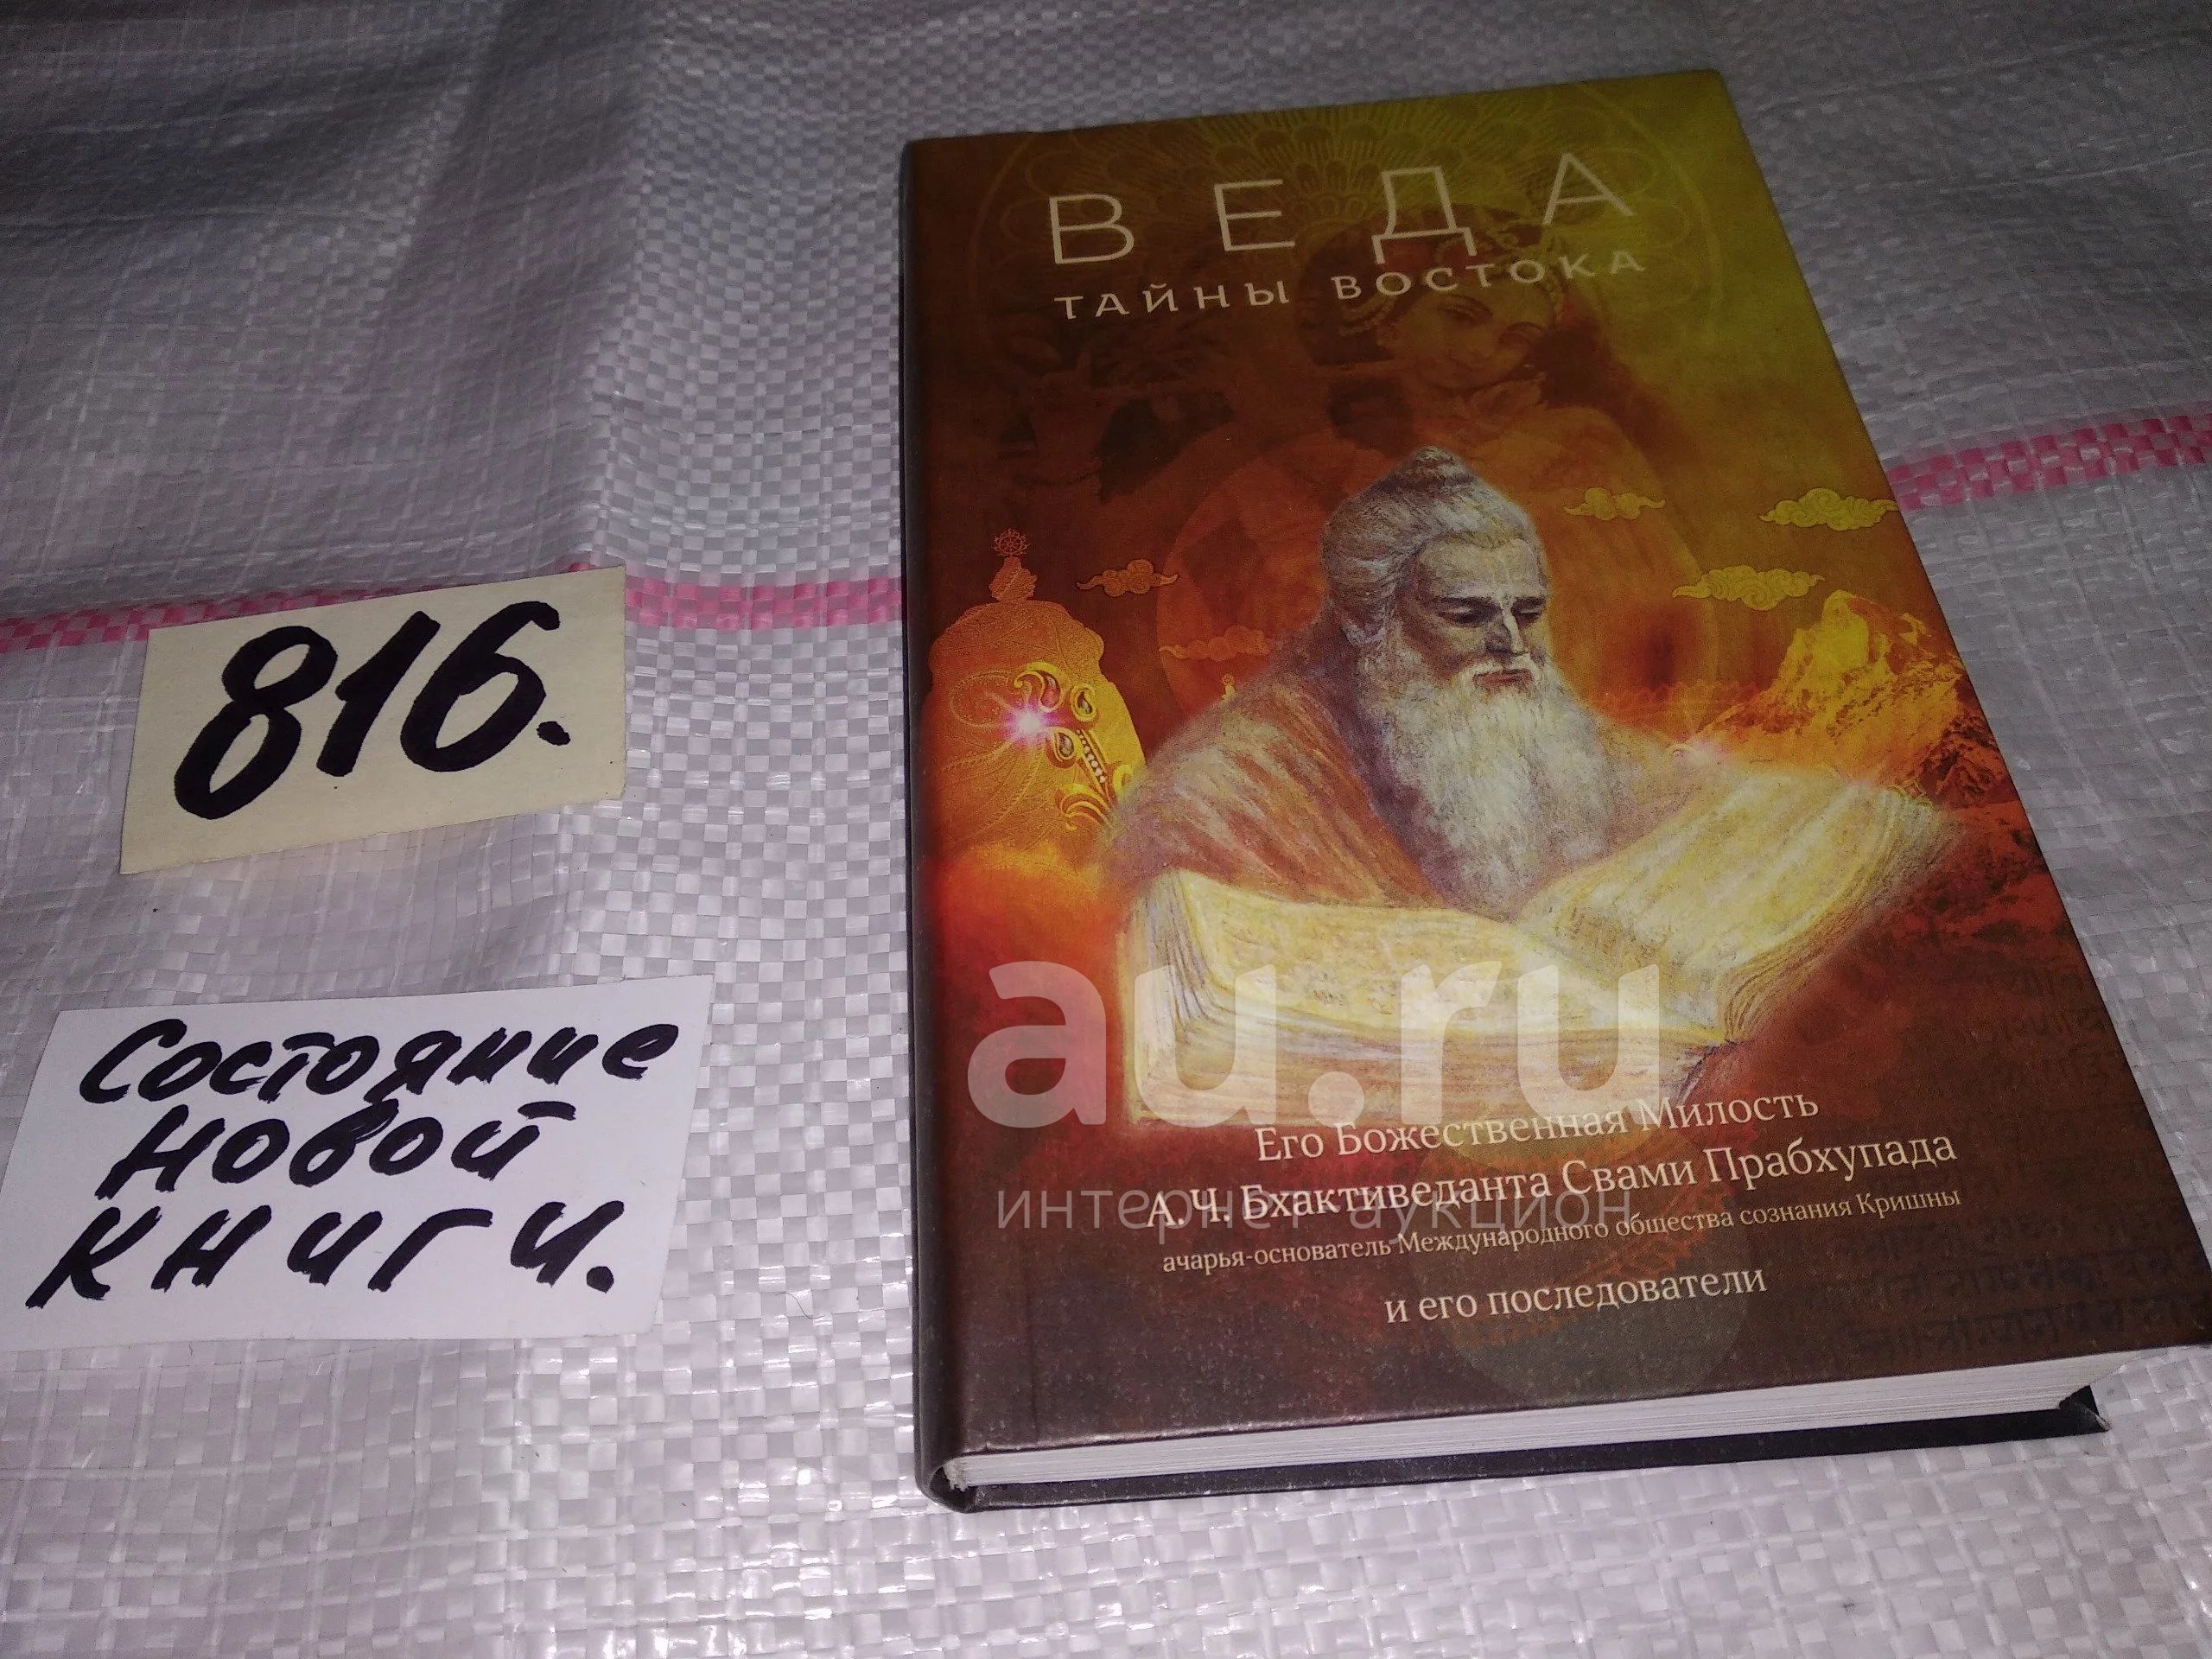 ВЕДА
ТАЙНЫ ВОСТОКА
816.
Состояние
новой
книги.
au.ru
интернет-аукцион
Его Божественная Милость
А. Ч. Бхактиведанта Свами Прабхупада
ачарья-основатель Международного общества сознания Кришны
и его последователи